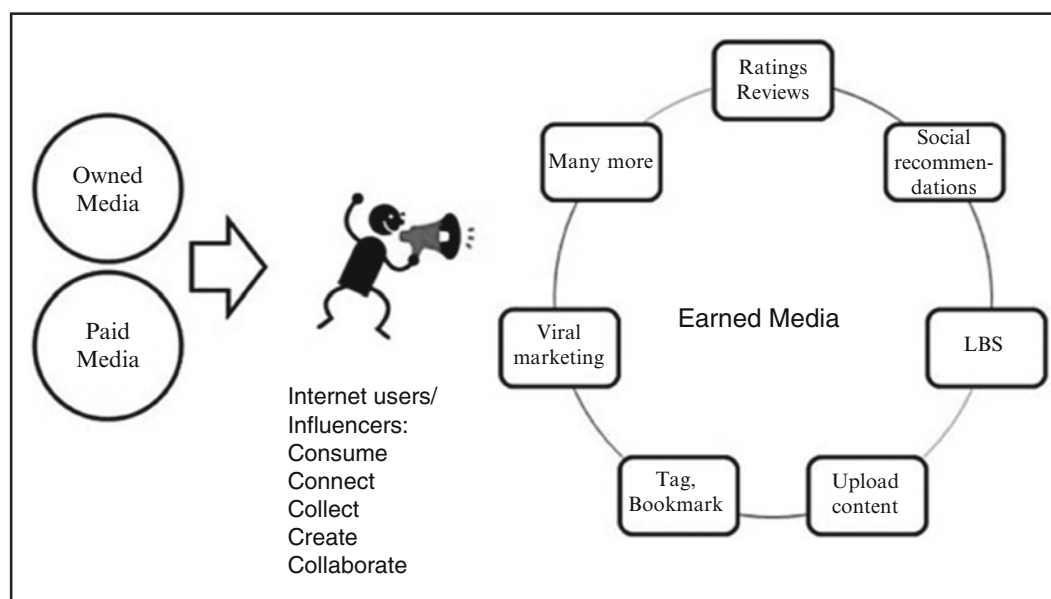 Owned
Media
Paid
Media
Internet users/
Influencers:
Consume
Connect
Collect
Create
Collaborate
Earned Media
Ratings
Reviews
Social
recommen-
dations
LBS
Upload
content
Tag,
Bookmark
Viral
marketing
Many more